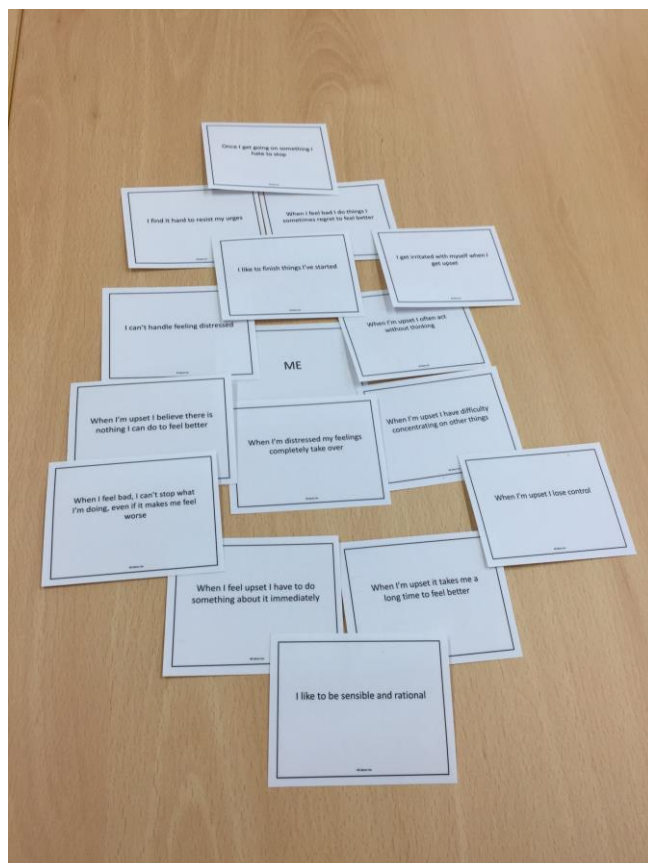 Once I get going on something I
hate to stop
I find it hard to resist my urges
When I feel bad I do things I
sometimes regret to feel better
I like to finish things I've started
I get irritated with myself when I
get upset
I can't handle feeling distressed
When I'm upset I often act
without thinking
ME
When I'm upset I believe there is
nothing I can do to feel better
When I'm distressed my feelings
completely take over
When I'm upset I have difficulty
concentrating on other things
When I feel bad, I can't stop what
I'm doing, even if it makes me feel
worse
When I'm upset I lose control
When I feel upset I have to do
something about it immediately
When I'm upset it takes me a
long time to feel better
I like to be sensible and rational